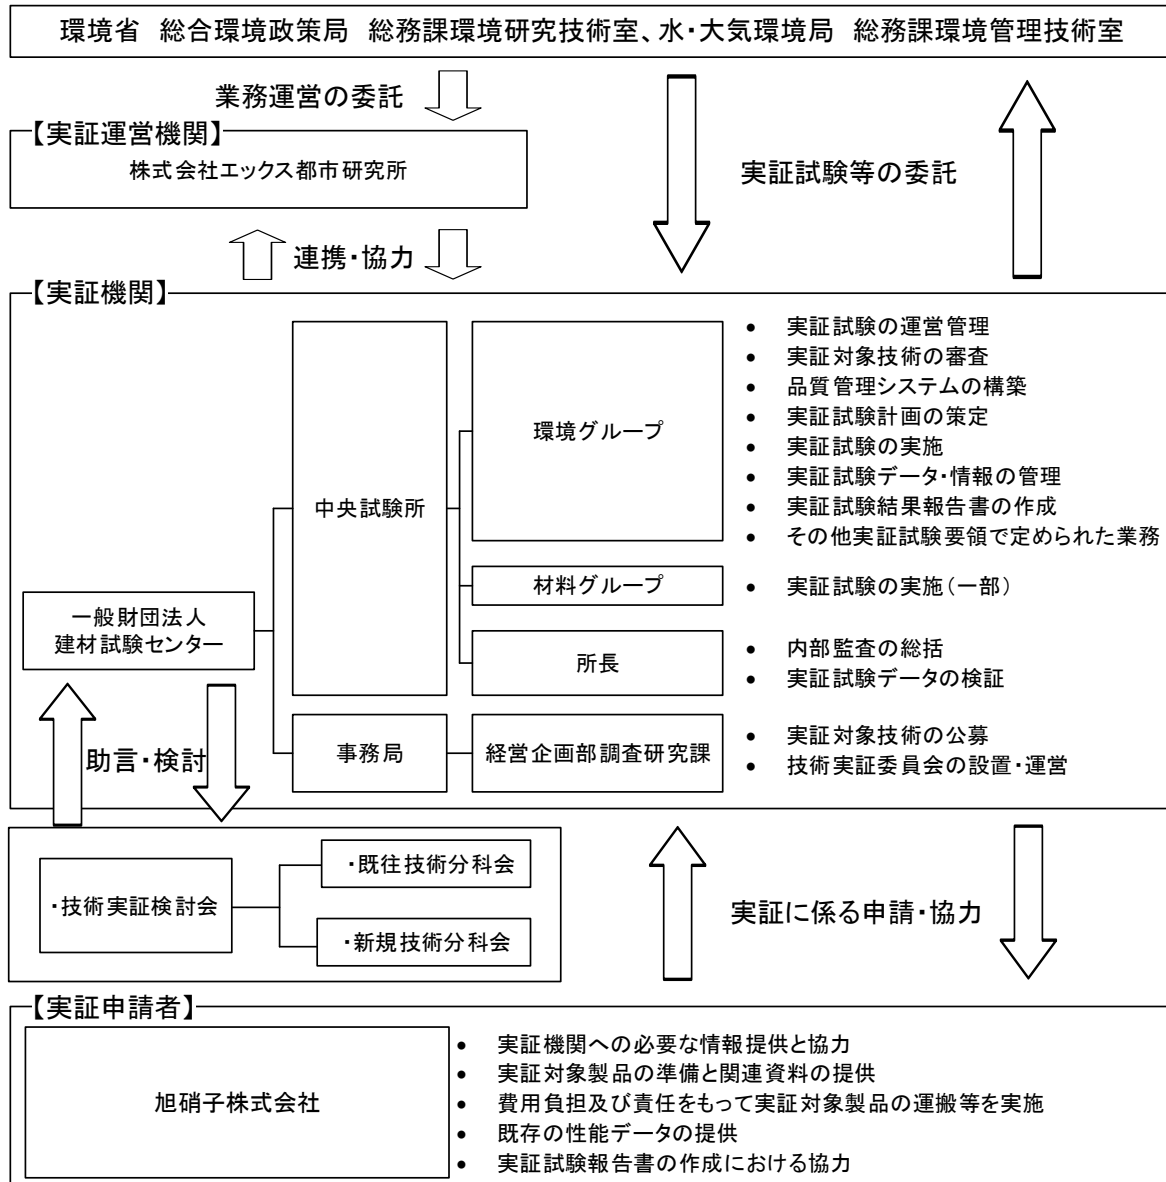 環境省 総合環境政策局 総務課環境研究技術室、水・大気環境局 総務課環境管理技術室
業務運営の委託
【実証運営機関】
株式会社エックス都市研究所
実証試験等の委託
連携・協力
【実証機関】
一般財団法人
建材試験センター
中央試験所
環境グループ
• 実証試験の運営管理
• 実証対象技術の審査
• 品質管理システムの構築
• 実証試験計画の策定
• 実証試験の実施
• 実証試験データ・情報の管理
• 実証試験結果報告書の作成
• その他実証試験要領で定められた業務
材料グループ
• 実証試験の実施(一部)
所長
• 内部監査の総括
• 実証試験データの検証
事務局
経営企画部調査研究課
• 実証対象技術の公募
• 技術実証委員会の設置・運営
助言・検討
・技術実証検討会
・既往技術分科会
・新規技術分科会
実証に係る申請・協力
【実証申請者】
旭硝子株式会社
• 実証機関への必要な情報提供と協力
• 実証対象製品の準備と関連資料の提供
• 費用負担及び責任をもって実証対象製品の運搬等を実施
• 既存の性能データの提供
• 実証試験報告書の作成における協力